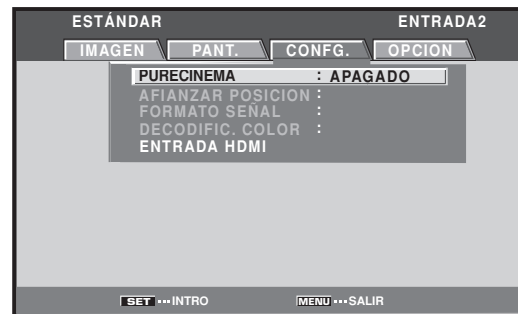 ESTÁNDAR ENTRADA2
IMAGEN PANT. CONFG. OPCION
PURECINEMA : APAGADO
AFIANZAR POSICION :
FORMATO SEÑAL :
DECODIFIC. COLOR :
ENTRADA HDMI
SET ··· INTRO MENU ··· SALIR